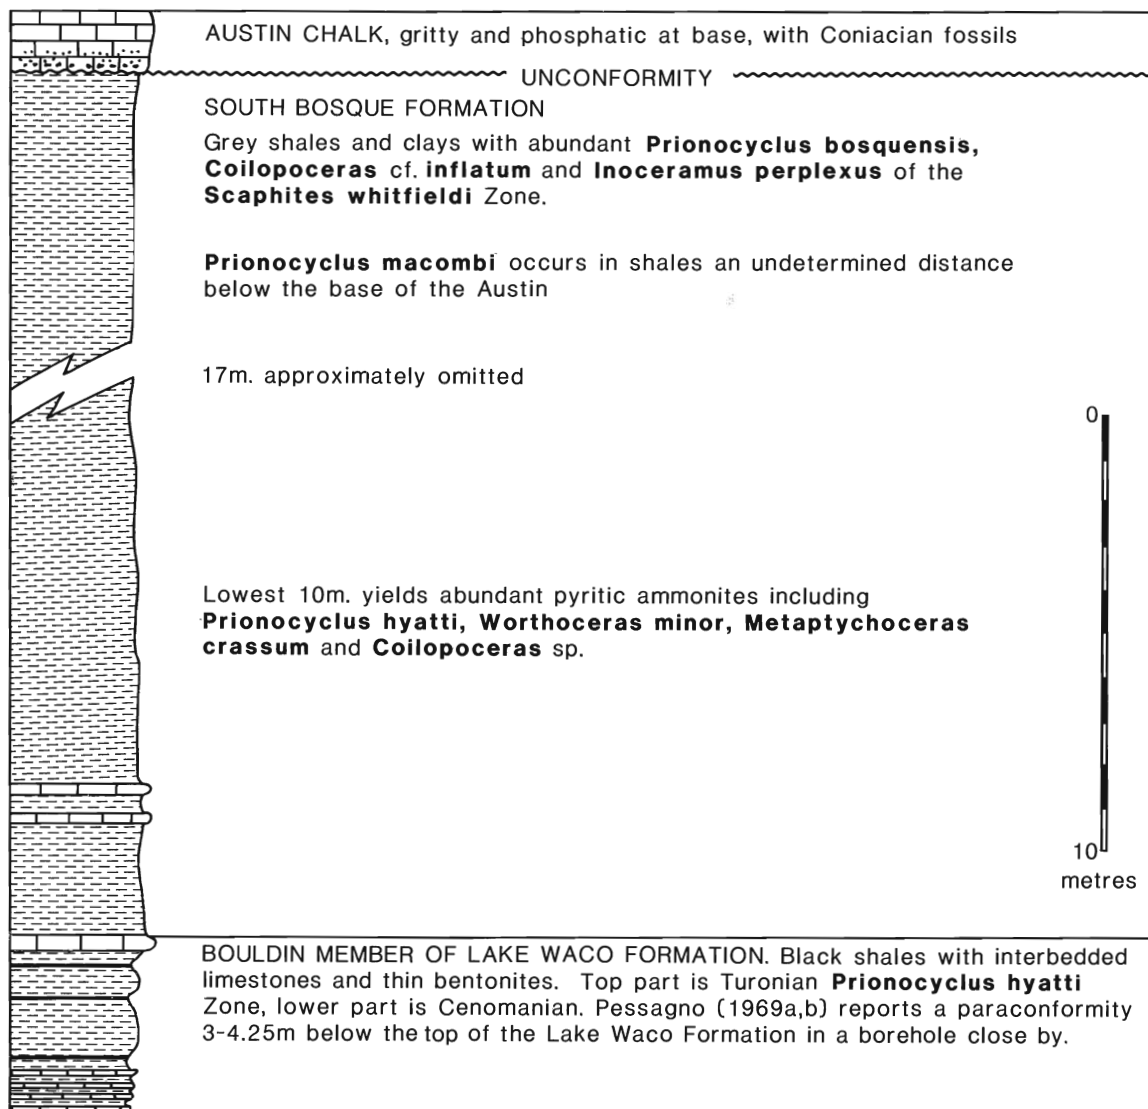 AUSTIN CHALK, gritty and phosphatic at base, with Coniacian fossils
UNCONFORMITY
SOUTH BOSQUE FORMATION
Grey shales and clays with abundant Prionocyclus bosquensis,
Coilopoceras cf. inflatum and Inoceramus perplexus of the
Scaphites whitfieldi Zone.
Prionocyclus macombi occurs in shales an undetermined distance
below the base of the Austin
17m. approximately omitted
0
Lowest 10m. yields abundant pyritic ammonites including
Prionocyclus hyatti, Worthoceras minor, Metaptychoceras
crassum and Coilopoceras sp.
10
metres
BOULDIN MEMBER OF LAKE WACO FORMATION. Black shales with interbedded
limestones and thin bentonites. Top part is Turonian Prionocyclus hyatti
Zone, lower part is Cenomanian. Pessagno (1969a,b) reports a paraconformity
3-4.25m below the top of the Lake Waco Formation in a borehole close by.